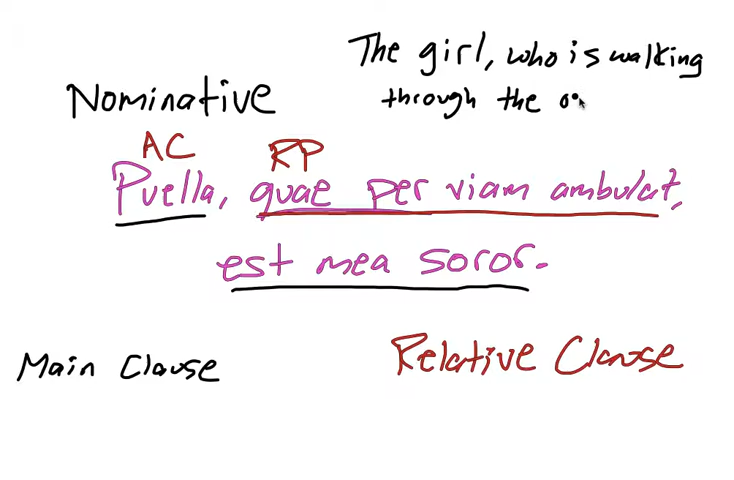 The girl, who is walking
through the
Nominative
AC RP
Puella, quae per viam ambulat,
est mea soror.
Main Clause
Relative Clause